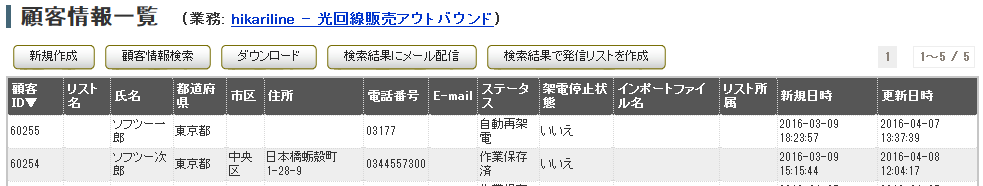 顧客情報一覧 (業務: hikariline - 光回線販売アウトバウンド)
新規作成 顧客情報検索 ダウンロード 検索結果にメール配信 検索結果で発信リストを作成 1 1～5 / 5
顧客ID▼ リスト名 氏名 都道府県 市区 住所 電話番号 E-mail ステータス 架電停止状態 インポートファイル名 リスト所属 新規日時 更新日時
60255 ソフツー一郎 東京都 03177 自動再架電 いいえ 2016-03-09 18:23:57 2016-04-07 13:37:39
60254 ソフツー次郎 東京都 中央区 日本橋蛎殻町 1-28-9 0344557300 作業保存済 いいえ 2016-03-09 15:15:44 2016-04-08 12:04:17